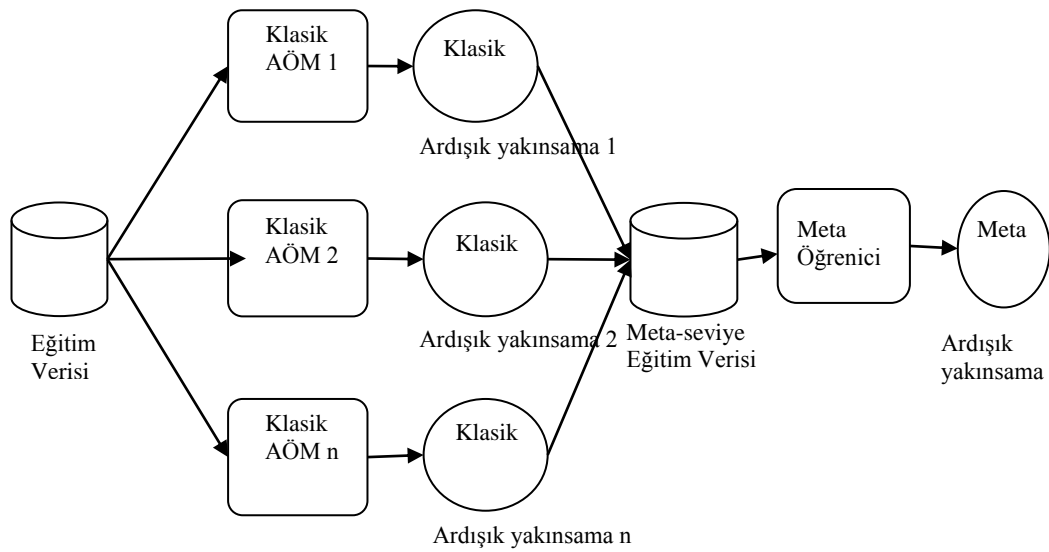 Klasik
AÖM 1
Klasik
Ardışık yakınsama 1
Eğitim
Verisi
Klasik
AÖM 2
Klasik
Ardışık yakınsama 2
Klasik
AÖM n
Klasik
Ardışık yakınsama n
Meta-seviye
Eğitim Verisi
Meta
Öğrenici
Meta
Ardışık
yakınsama